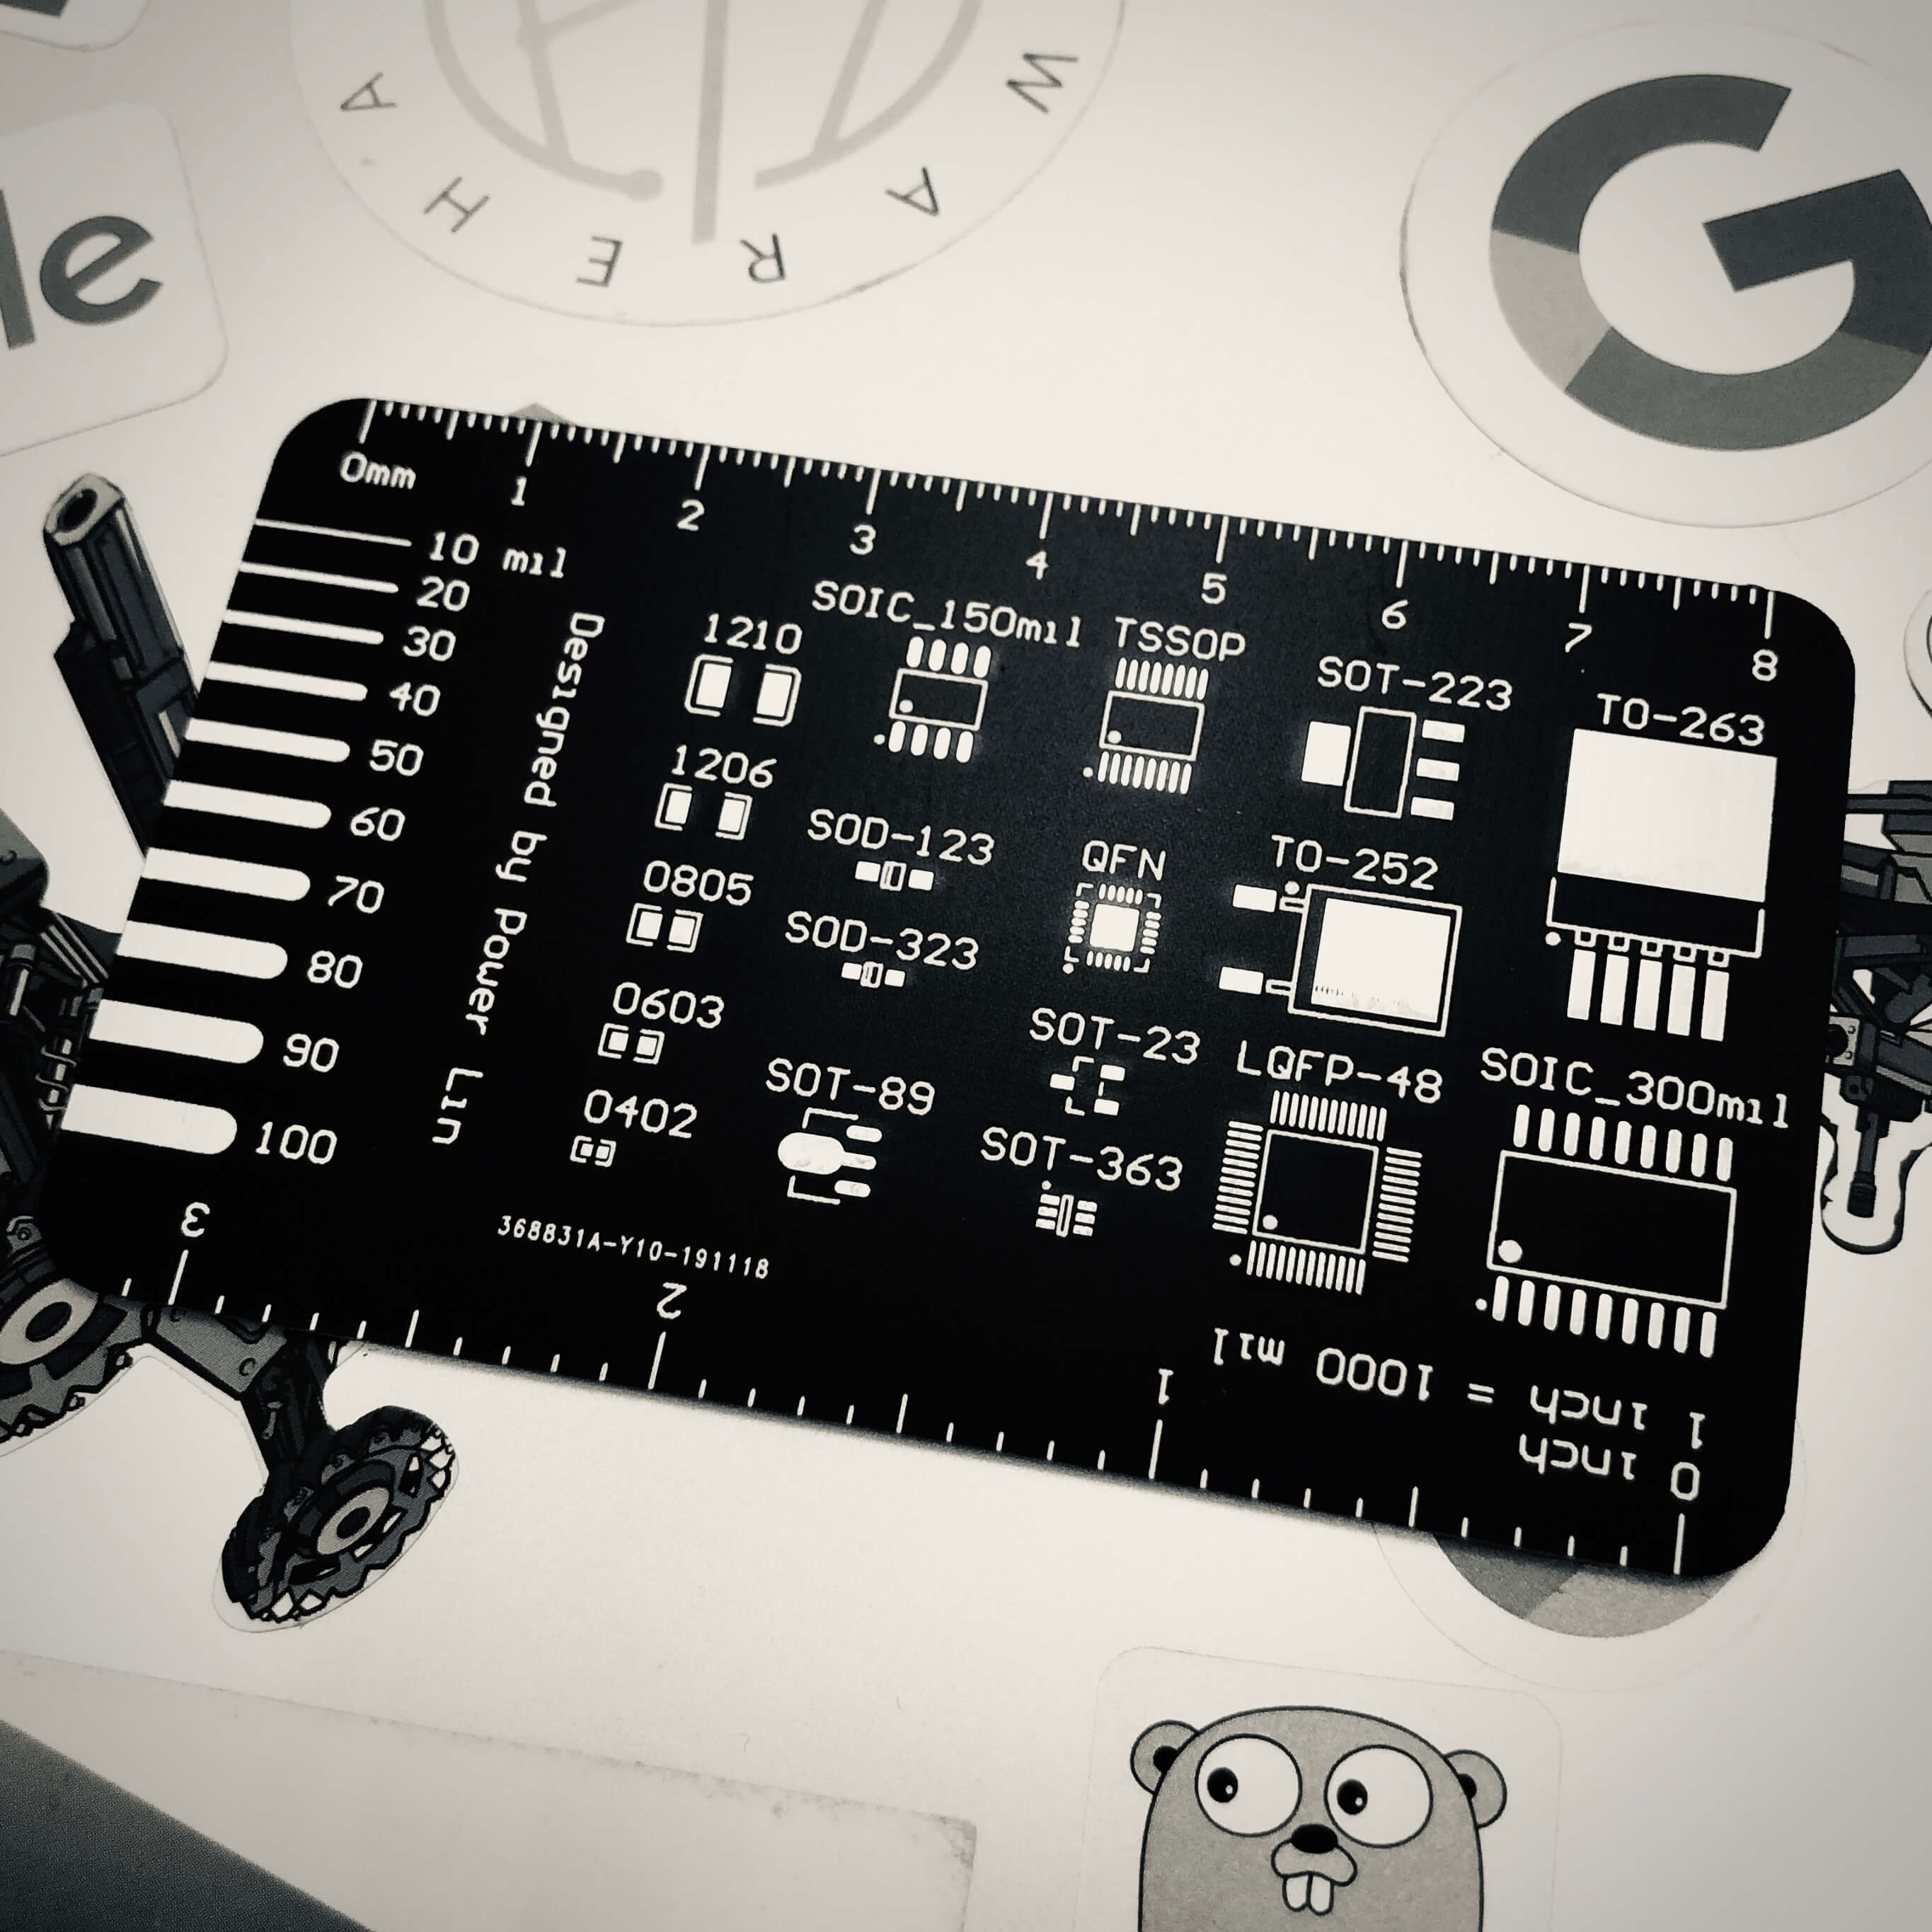 HARDWARE
le
G
0mm 1 2 3 4 5 6 7 8
10 mil
20
30
40
50
60
70
80
90
100
Designed by Power Lin
1210
1206
0805
0603
0402
SOIC_150mil
TSSOP
SOT-223
TO-263
SOD-123
QFN
TO-252
SOD-323
SOT-23
LQFP-48
SOIC_300mil
SOT-89
SOT-363
368831A-Y10-191118
1 inch = 1000 mil
0 inch 1 2 3